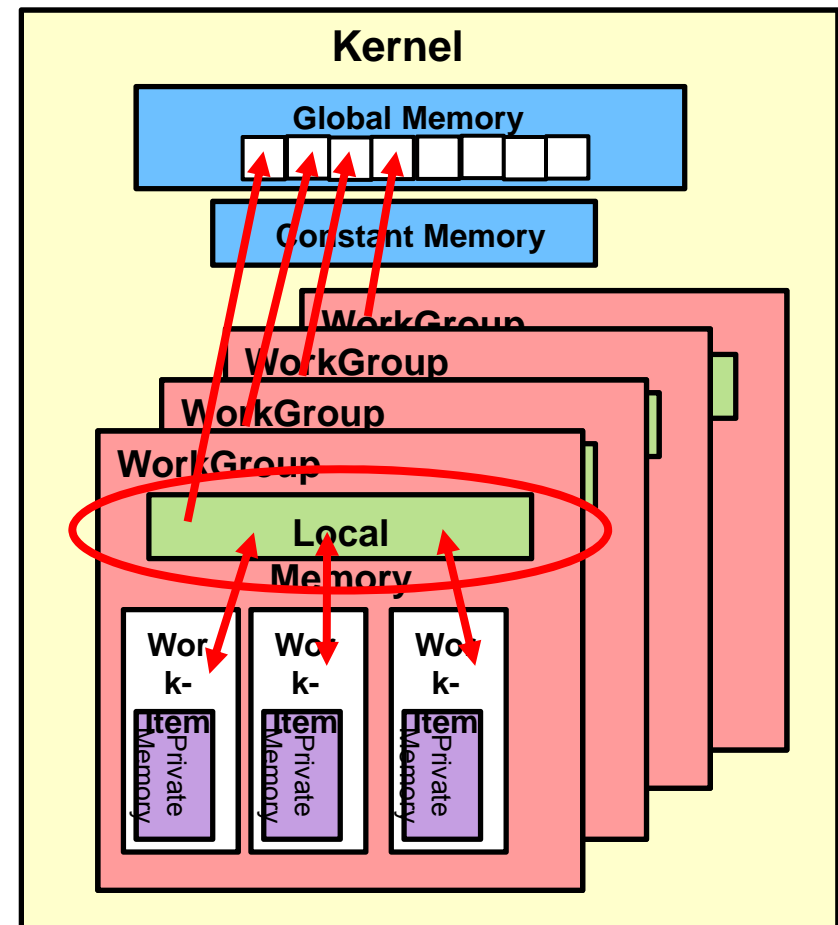 Kernel
Global Memory
Constant Memory
WorkGroup
WorkGroup
WorkGroup
WorkGroup
Local
Memory
Wor
k-
Item
Private
Memory
Wor
k-
Item
Private
Memory
Wor
k-
Item
Private
Memory